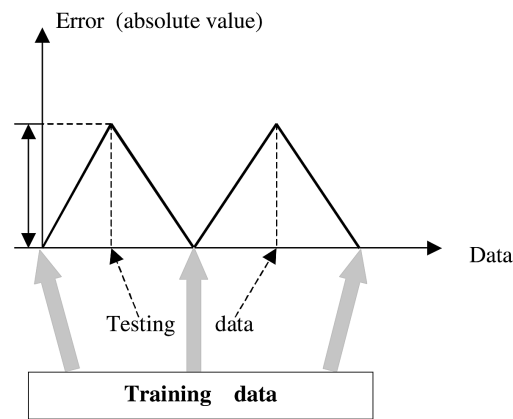 Error (absolute value)
Data
Testing data
Training data